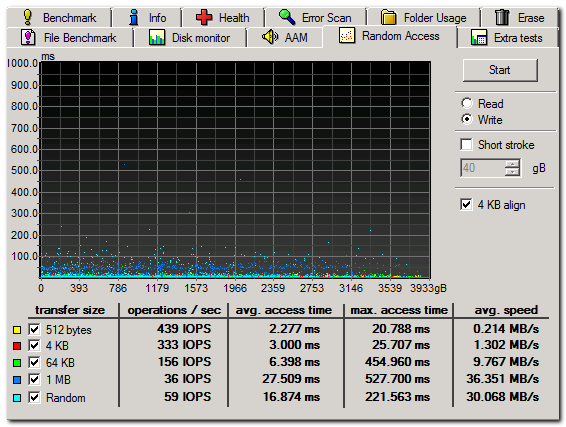 Benchmark Info Health Error Scan Folder Usage Erase
File Benchmark Disk monitor AAM Random Access Extra tests
ms
1000.0
900.0
800.0
700.0
600.0
500.0
400.0
300.0
200.0
100.0
0 393 786 1179 1573 1966 2359 2753 3146 3539 3933gB
Start
Read
Write
Short stroke
40 gB
4 KB align
transfer size operations / sec avg. access time max. access time avg. speed
512 bytes 439 IOPS 2.277 ms 20.788 ms 0.214 MB/s
4 KB 333 IOPS 3.000 ms 25.707 ms 1.302 MB/s
64 KB 156 IOPS 6.398 ms 454.960 ms 9.767 MB/s
1 MB 36 IOPS 27.509 ms 527.700 ms 36.351 MB/s
Random 59 IOPS 16.874 ms 221.563 ms 30.068 MB/s